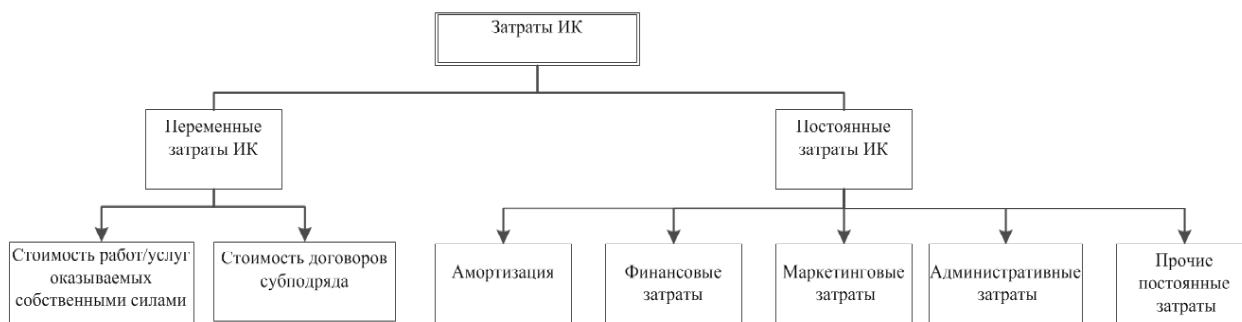 Затраты ИК
Переменные
затраты ИК
Постоянные
затраты ИК
Стоимость работ/услуг
оказываемых
собственными силами
Стоимость договоров
субподряда
Амортизация
Финансовые
затраты
Маркетинговые
затраты
Административные
затраты
Прочие
постоянные
затраты